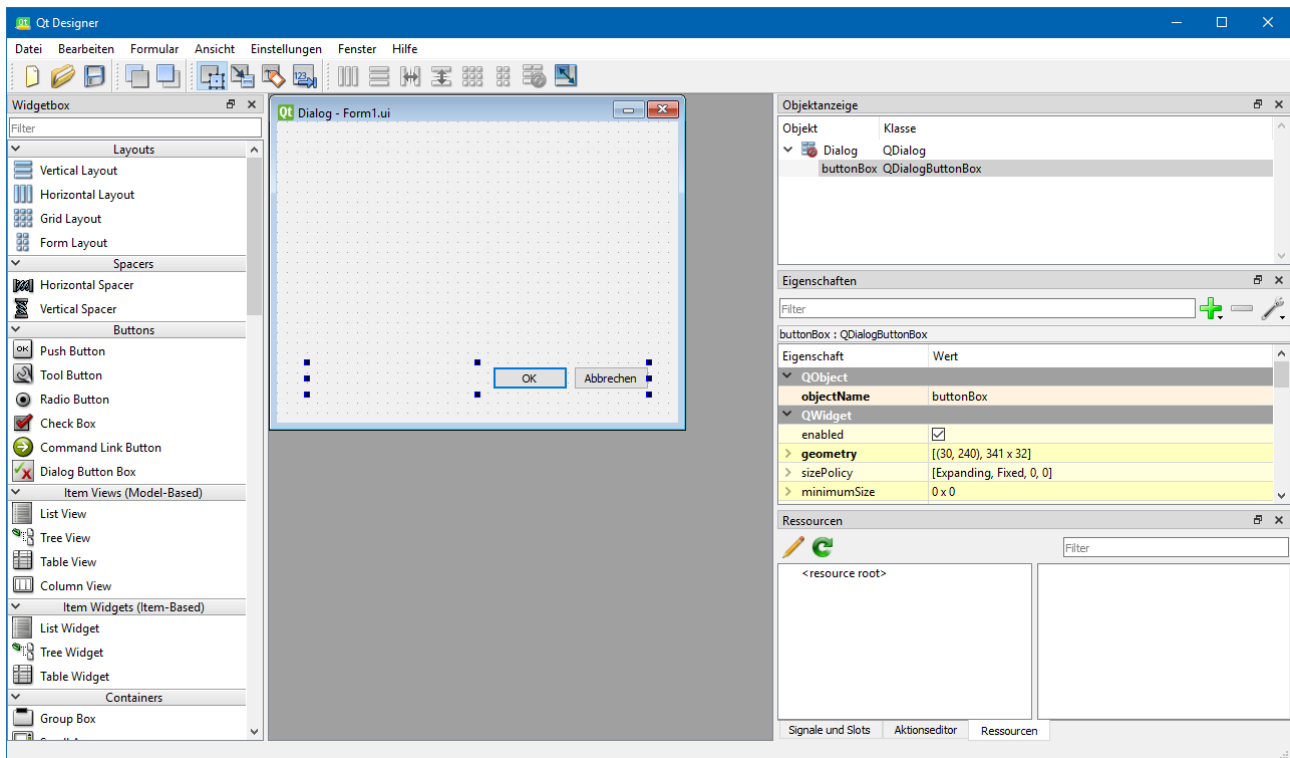 Qt Designer
Datei Bearbeiten Formular Ansicht Einstellungen Fenster Hilfe
Widgetbox
Filter
Layouts
Vertical Layout
Horizontal Layout
Grid Layout
Form Layout
Spacers
Horizontal Spacer
Vertical Spacer
Buttons
OK Push Button
Tool Button
Radio Button
Check Box
Command Link Button
Dialog Button Box
Item Views (Model-Based)
List View
Tree View
Table View
Column View
Item Widgets (Item-Based)
List Widget
Tree Widget
Table Widget
Containers
Group Box
Qt Dialog - Form1.ui
OK Abbrechen
Objektanzeige
Objekt Klasse
Dialog QDialog
buttonBox QDialogButtonBox
Eigenschaften
Filter
buttonBox : QDialogButtonBox
Eigenschaft Wert
QObject
objectName buttonBox
QWidget
enabled
geometry [(30, 240), 341 x 32]
sizePolicy [Expanding, Fixed, 0, 0]
minimumSize 0 x 0
Ressourcen
Filter
<resource root>
Signale und Slots Aktionseditor Ressourcen